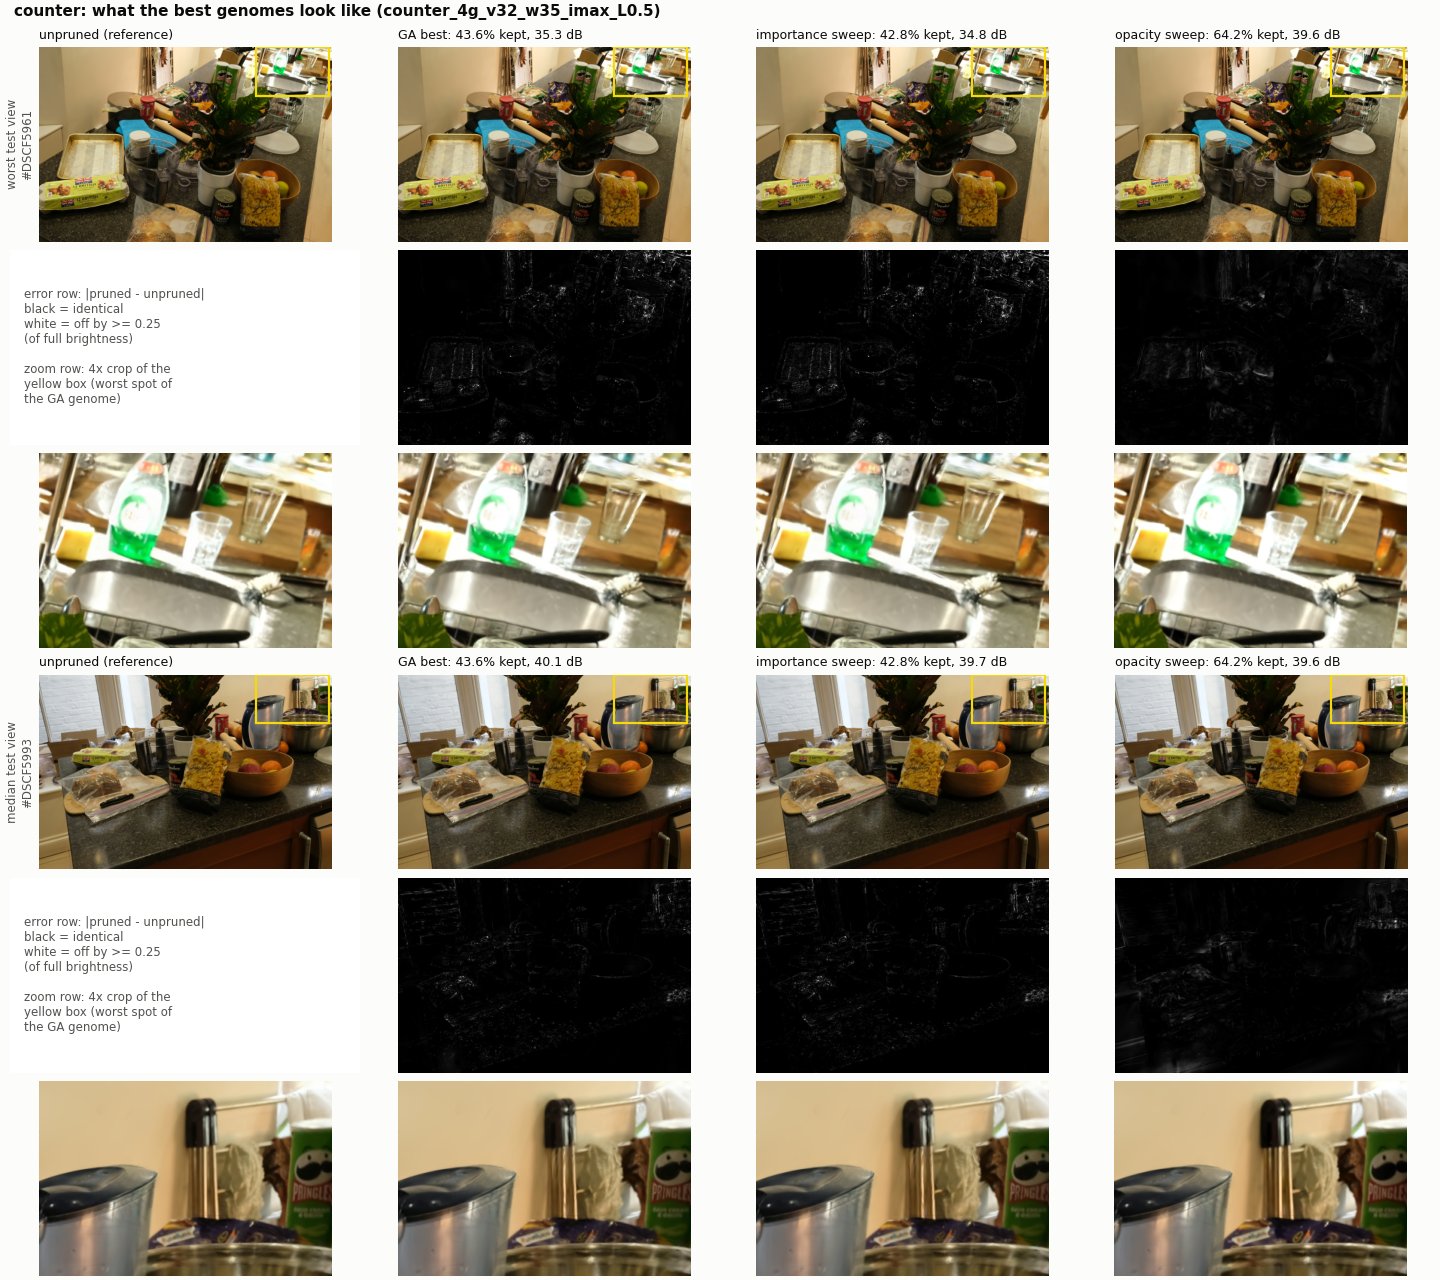 counter: what the best genomes look like (counter_4g_v32_w35_imax_L0.5)
unpruned (reference)
GA best: 43.6% kept, 35.3 dB
importance sweep: 42.8% kept, 34.8 dB
opacity sweep: 64.2% kept, 39.6 dB
worst test view
#DSCF5961
error row: |pruned - unpruned|
black = identical
white = off by >= 0.25
(of full brightness)
zoom row: 4x crop of the
yellow box (worst spot of
the GA genome)
unpruned (reference)
GA best: 43.6% kept, 40.1 dB
importance sweep: 42.8% kept, 39.7 dB
opacity sweep: 64.2% kept, 39.6 dB
median test view
#DSCF5993
error row: |pruned - unpruned|
black = identical
white = off by >= 0.25
(of full brightness)
zoom row: 4x crop of the
yellow box (worst spot of
the GA genome)
PRINGLES
PRINGLES
PRINGLES
PRINGLES